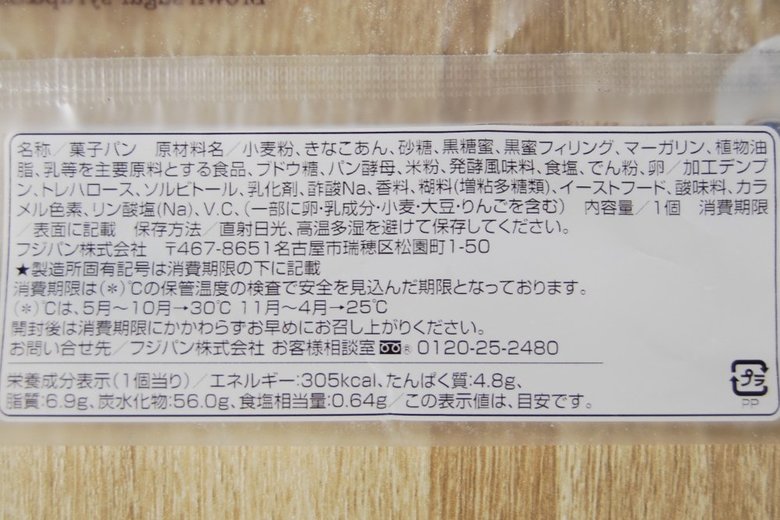 Brown sugar syrup
名称／菓子パン 原材料名／小麦粉、きなこあん、砂糖、黒糖蜜、黒蜜フィリング、マーガリン、植物油
脂、乳等を主要原料とする食品、ブドウ糖、パン酵母、米粉、発酵風味料、食塩、でん粉、卵／加工デンプ
ン、トレハロース、ソルビトール、乳化剤、酢酸Na、香料、糊料(増粘多糖類)、イーストフード、酸味料、カラ
メル色素、リン酸塩(Na)、V.C、(一部に卵・乳成分・小麦・大豆・りんごを含む) 内容量／1個 消費期限
／表面に記載 保存方法／直射日光、高温多湿を避けて保存してください。
フジパン株式会社 〒467-8651名古屋市瑞穂区松園町1-50
★製造所固有記号は消費期限の下に記載
消費期限は(*)℃の保管温度の検査で安全を見込んだ期限となっております。
(*)℃は、5月〜10月→30℃ 11月〜4月→25℃
開封後は消費期限にかかわらずお早めにお召し上がりください。
お問い合せ先／フジパン株式会社 お客様相談室 ® 0120-25-2480
栄養成分表示(1個当り)／エネルギー:305kcal、たんぱく質:4.8g、
脂質:6.9g、炭水化物:56.0g、食塩相当量:0.64g／この表示値は、目安です。
プラ
PP